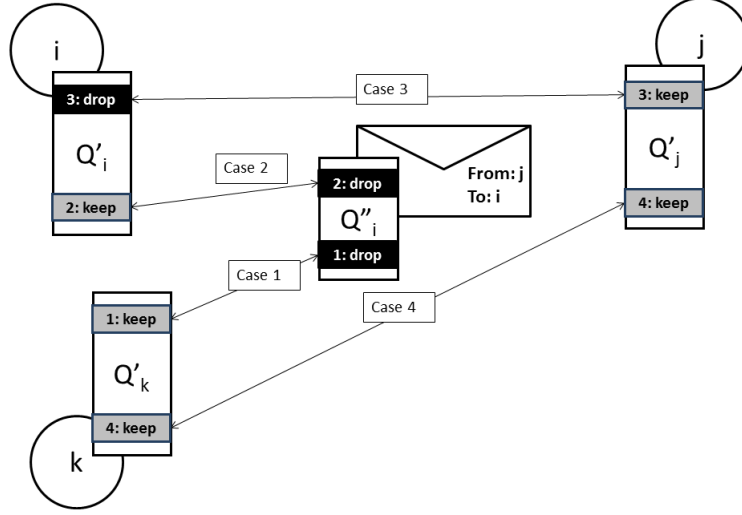 i
j
3: drop
Case 3
3: keep
Q'i
Q'j
Case 2
2: drop
From: j
To: i
2: keep
Q''i
4: keep
1: drop
Case 1
Case 4
1: keep
Q'k
4: keep
k